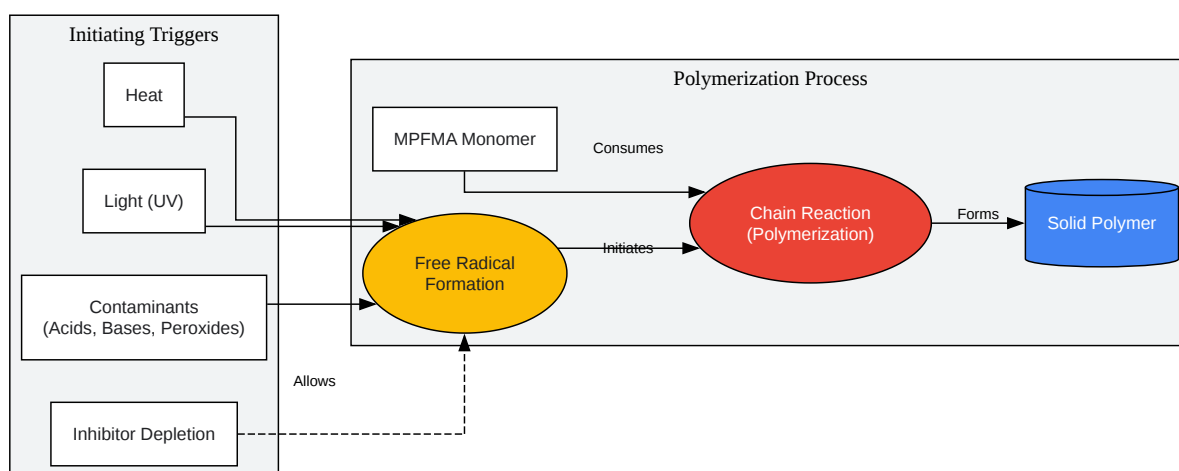 Initiating Triggers
Heat
Light (UV)
Contaminants
(Acids, Bases, Peroxides)
Inhibitor Depletion
Allows
Polymerization Process
MPFMA Monomer
Consumes
Free Radical
Formation
Initiates
Chain Reaction
(Polymerization)
Forms
Solid Polymer